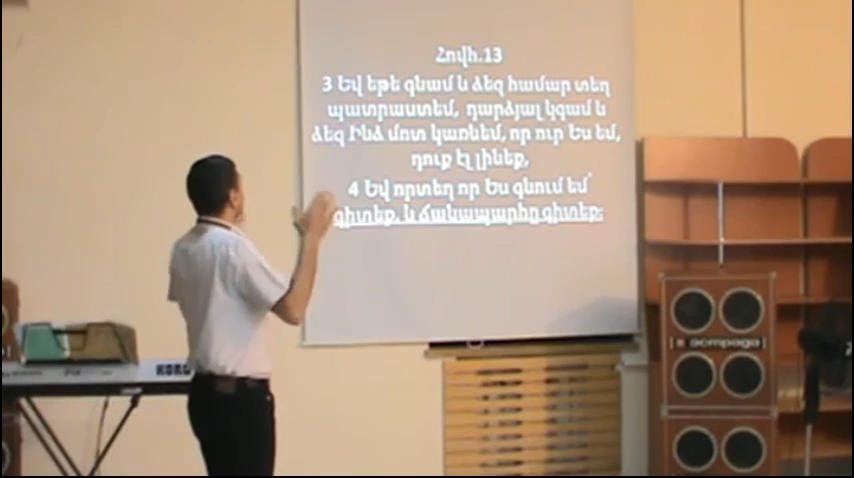 Հովհ.13
3 Եվ եթե գնամ և ձեզ համար տեղ
պատրաստեմ, դարձյալ կգամ և
ձեզ Ինձ մոտ կառնեմ, որ ուր Ես եմ,
դուք էլ լինեք,
4 Եվ որտեղ որ Ես գնում եմ՝
գիտեք, և ճանապարհը գիտեք:
KORG
эстрада